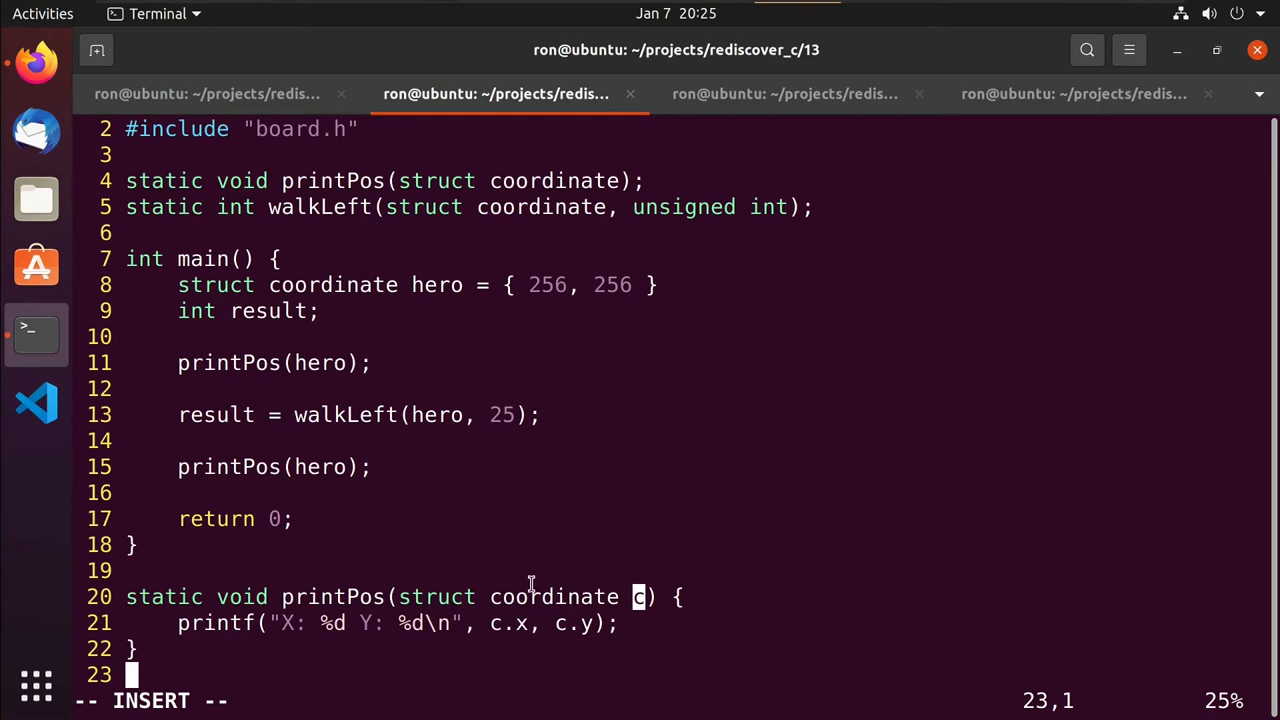 Activities Terminal Jan 7 20:25
ron@ubuntu: ~/projects/rediscover_c/13
ron@ubuntu: ~/projects/redis... ron@ubuntu: ~/projects/redis... ron@ubuntu: ~/projects/redis... ron@ubuntu: ~/projects/redis...
2 #include "board.h"
3
4 static void printPos(struct coordinate);
5 static int walkLeft(struct coordinate, unsigned int);
6
7 int main() {
8     struct coordinate hero = { 256, 256 }
9     int result;
10
11     printPos(hero);
12
13     result = walkLeft(hero, 25);
14
15     printPos(hero);
16
17     return 0;
18 }
19
20 static void printPos(struct coordinate c) {
21     printf("X: %d Y: %d\n", c.x, c.y);
22 }
23
-- INSERT -- 23,1 25%